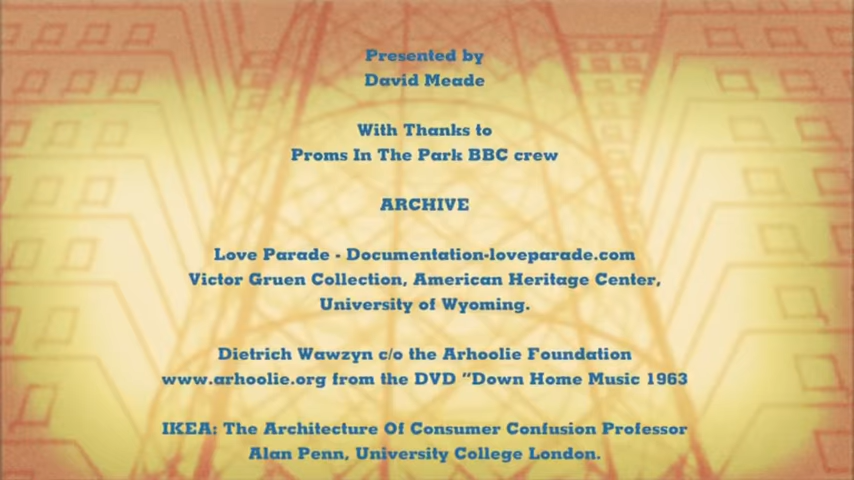 Presented by
David Meade
With Thanks to
Proms In The Park BBC crew
ARCHIVE
Love Parade - Documentation-loveparade.com
Victor Gruen Collection, American Heritage Center,
University of Wyoming.
Dietrich Wawzyn c/o the Arhoolie Foundation
www.arhoolie.org from the DVD “Down Home Music 1963
IKEA: The Architecture Of Consumer Confusion Professor
Alan Penn, University College London.